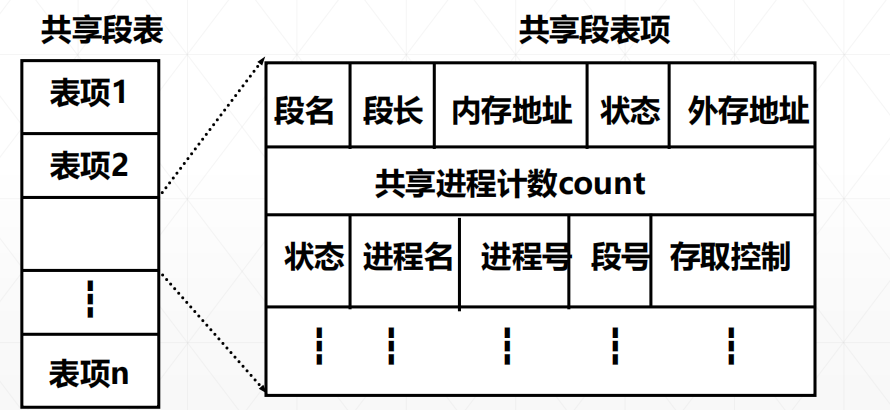 共享段表
共享段表项
表项1
表项2
表项n
段名 段长 内存地址 状态 外存地址
共享进程计数count
状态 进程名 进程号 段号 存取控制